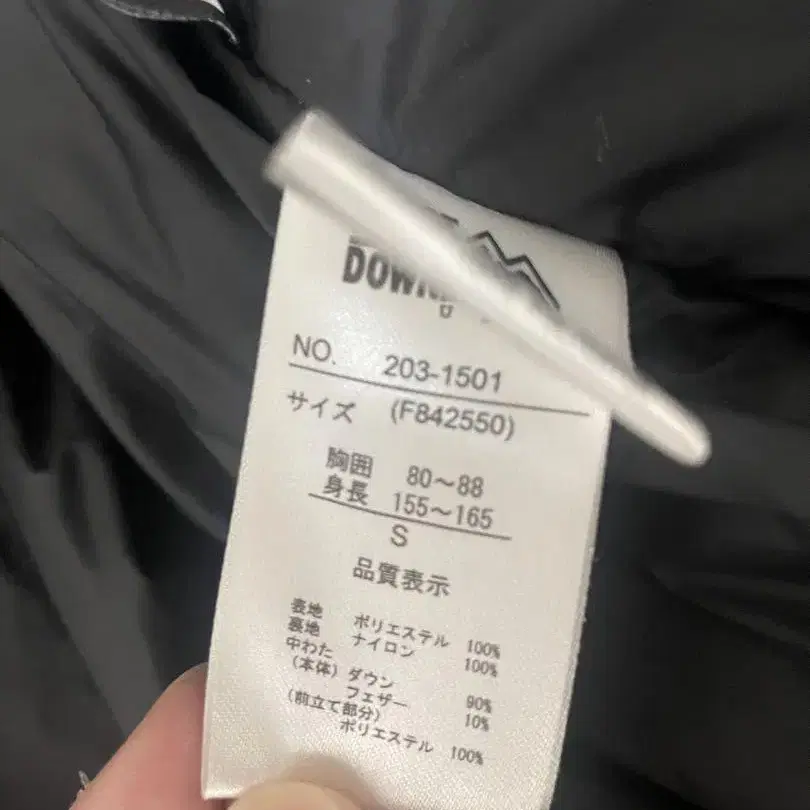 NO. 203-1501
サイズ (F842550)
胸囲 80～88
身長 155～165
S
品質表示
表地 ポリエステル 100%
裏地 ナイロン 100%
中わた
(本体) ダウン 90%
フェザー 10%
(前立て部分)
ポリエステル 100%